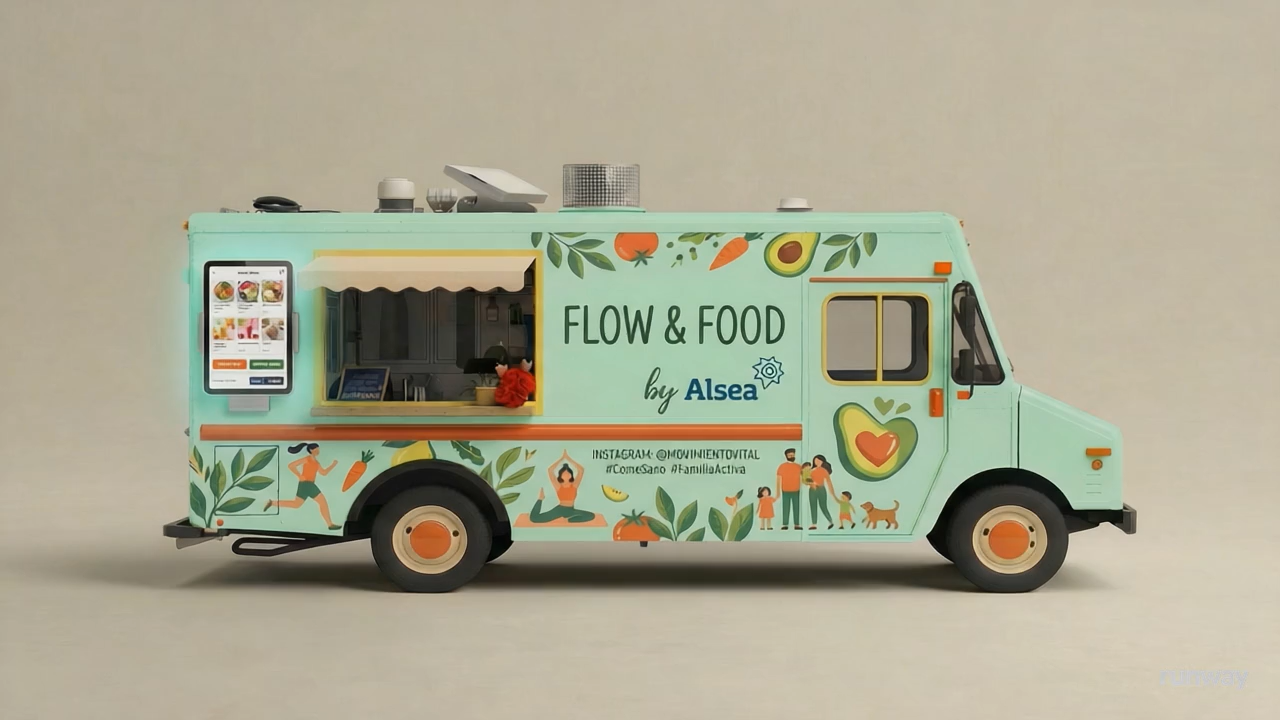 FLOW & FOOD
by Alsea
INSTAGRAM: @MOVIMIENTOVITAL
#ComeSano #FamiliaActiva
runway